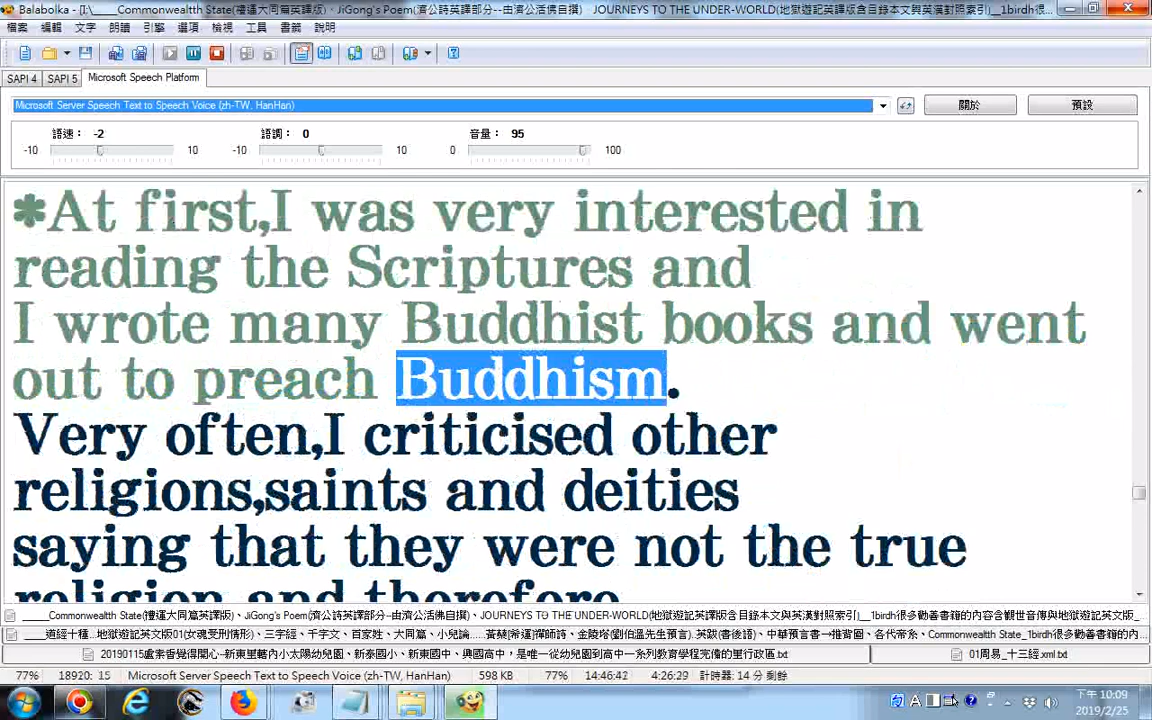 Balabolka - [I:\_____Commonwealtth State(禮運大同篇英譯版)、JiGong's Poem(濟公詩英譯部分--由濟公活佛自撰)   JOURNEYS TO THE UNDER-WORLD(地獄遊記英譯版含目錄本文與英漢對照索引)__1birdh很...
檔案 編輯 文字 朗讀 引擎 選項 檢視 工具 書籤 說明
SAPI 4 SAPI 5 Microsoft Speech Platform
Microsoft Server Speech Text to Speech Voice (zh-TW, HanHan) 關於 預設
語速： -2 語調： 0 音量： 95
-10 10 -10 10 0 100
*At first,I was very interested in
reading the Scriptures and
I wrote many Buddhist books and went
out to preach Buddhism.
Very often,I criticised other
religions,saints and deities
saying that they were not the true
religion and therefore
_____Commonwealth State(禮運大同篇英譯版)、JiGong's Poem(濟公詩英譯部分--由濟公活佛自撰)、JOURNEYS TO THE UNDER-WORLD(地獄遊記英譯版含目錄本文與英漢對照索引)__1birdh很多勸善書籍的內容含觀世音傳與地獄遊記英文版_
道經十種...地獄遊記英文版01(女魂受刑情形)、三字經、千字文、百家姓、大同篇、小兒論......黃蘗[希運]禪師詩、金陵塔(劉伯溫先生預言).英跋(書後語)、中華預言書一推背圖、各代帝系、Commonwealth State_1birdh很多勸善書籍的內...
20190115盧素香覺得開心--新東里轄內小太陽幼兒園、新泰國小、新東國中、興國高中，是唯一從幼兒園到高中一系列教育學程完備的里行政區.txt 01周易_十三經.xml.txt
77% 18920: 15 Microsoft Server Speech Text to Speech Voice (zh-TW, HanHan) 598 KB 77% 14:46:42 4:26:29 計時器：14 分 剩餘
下午 10:09
2019/2/25